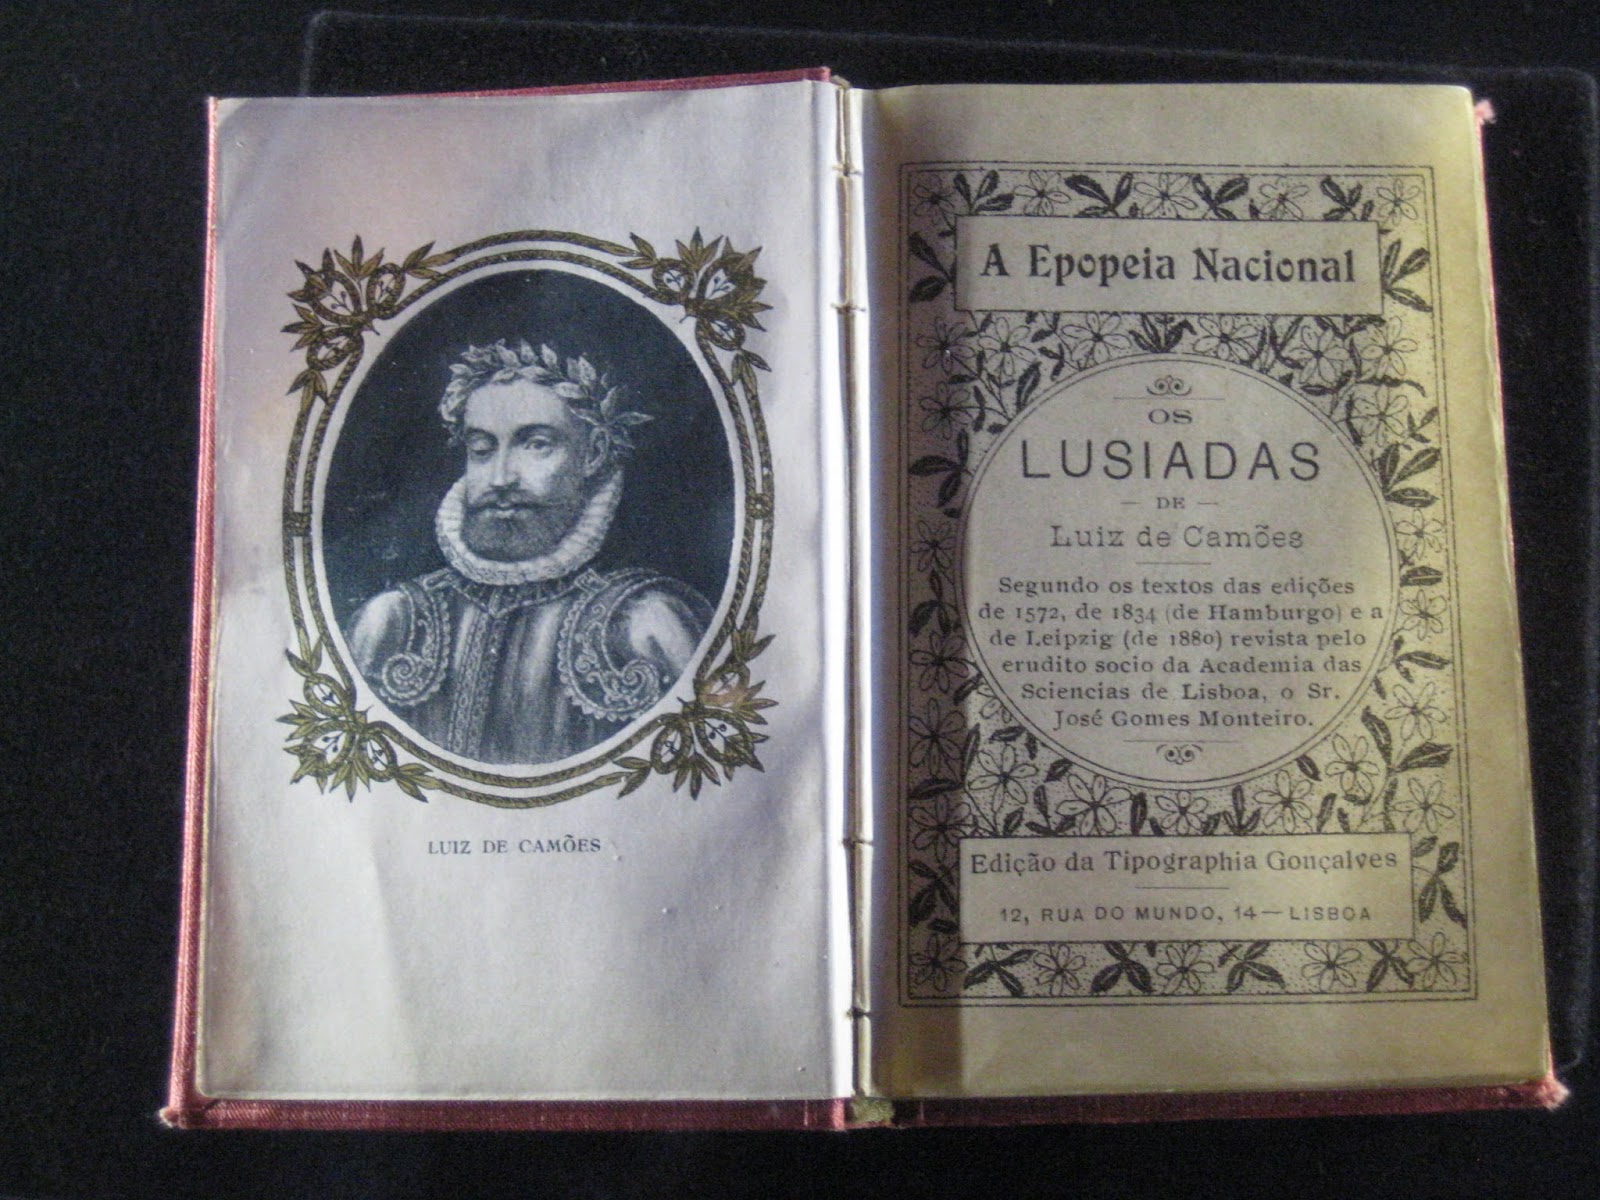 LUIZ DE CAMÕES
A Epopeia Nacional
OS
LUSIADAS
— DE —
Luiz de Camões
Segundo os textos das edições
de 1572, de 1834 (de Hamburgo) e a
de Leipzig (de 1880) revista pelo
erudito socio da Academia das
Sciencias de Lisboa, o Sr.
José Gomes Monteiro.
Edição da Tipographia Gonçalves
12, RUA DO MUNDO, 14—LISBOA